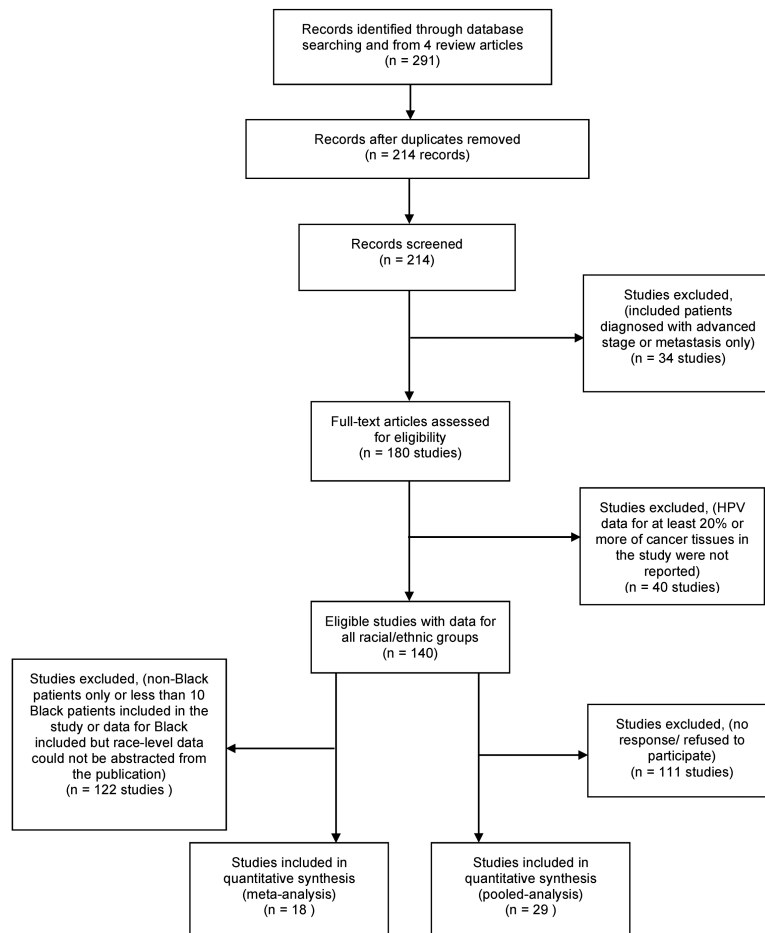 Records identified through database
searching and from 4 review articles
(n = 291)
Records after duplicates removed
(n = 214 records)
Records screened
(n = 214)
Studies excluded,
(included patients
diagnosed with advanced
stage or metastasis only)
(n = 34 studies)
Full-text articles assessed
for eligibility
(n = 180 studies)
Studies excluded, (HPV
data for at least 20% or
more of cancer tissues in
the study were not
reported)
(n = 40 studies)
Eligible studies with data for
all racial/ethnic groups
(n = 140)
Studies excluded, (non-Black
patients only or less than 10
Black patients included in the
study or data for Black
included but race-level data
could not be abstracted from
the publication)
(n = 122 studies )
Studies excluded, (no
response/ refused to
participate)
(n = 111 studies)
Studies included in
quantitative synthesis
(meta-analysis)
(n = 18 )
Studies included in
quantitative synthesis
(pooled-analysis)
(n = 29 )